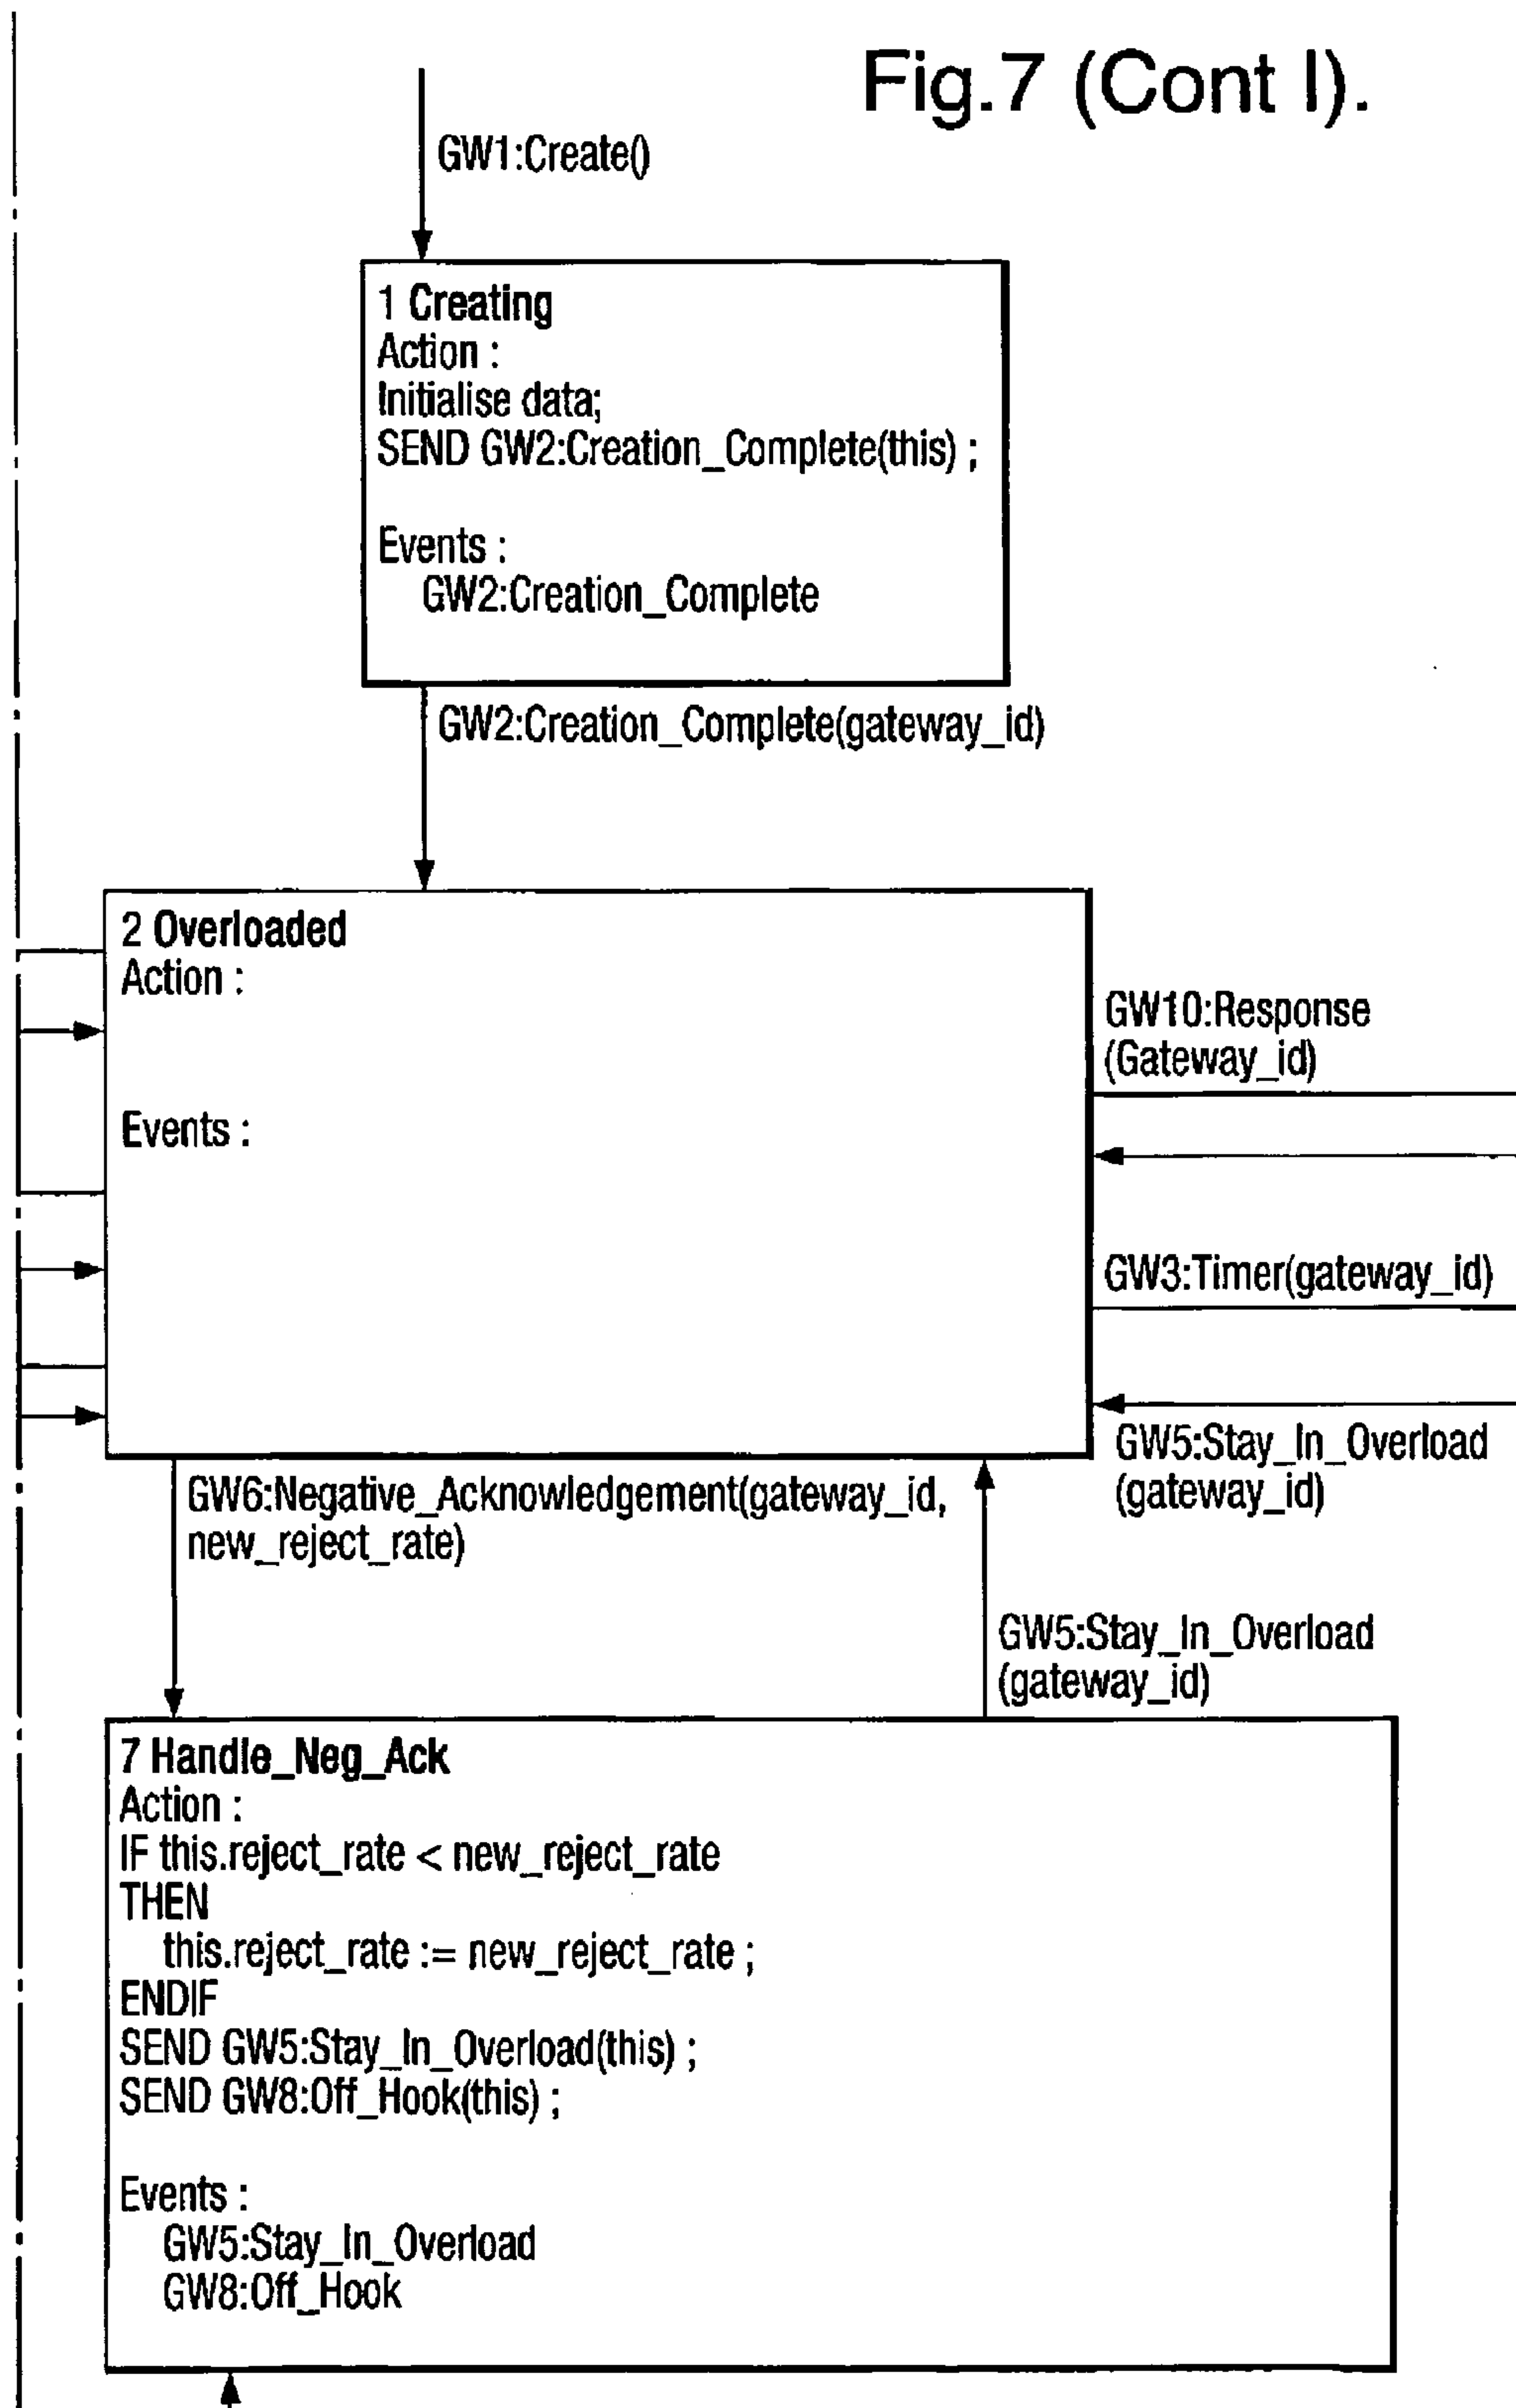 Fig.7 (Cont I).
GW1:Create()
1 Creating
Action :
Initialise data;
SEND GW2:Creation_Complete(this) ;
Events :
GW2:Creation_Complete
GW2:Creation_Complete(gateway_id)
2 Overloaded
Action :
Events :
GW10:Response
(Gateway_id)
GW3:Timer(gateway_id)
GW5:Stay_In_Overload
(gateway_id)
GW6:Negative_Acknowledgement(gateway_id,
new_reject_rate)
GW5:Stay_In_Overload
(gateway_id)
7 Handle_Neg_Ack
Action :
IF this.reject_rate < new_reject_rate
THEN
this.reject_rate := new_reject_rate ;
ENDIF
SEND GW5:Stay_In_Overload(this) ;
SEND GW8:Off_Hook(this) ;
Events :
GW5:Stay_In_Overload
GW8:Off_Hook